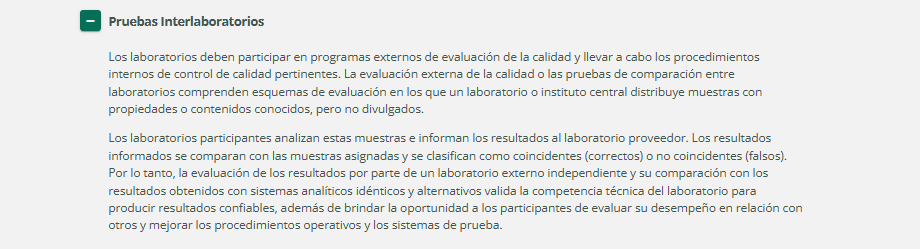 Pruebas Interlaboratorios
Los laboratorios deben participar en programas externos de evaluación de la calidad y llevar a cabo los procedimientos
internos de control de calidad pertinentes. La evaluación externa de la calidad o las pruebas de comparación entre
laboratorios comprenden esquemas de evaluación en los que un laboratorio o instituto central distribuye muestras con
propiedades o contenidos conocidos, pero no divulgados.
Los laboratorios participantes analizan estas muestras e informan los resultados al laboratorio proveedor. Los resultados
informados se comparan con las muestras asignadas y se clasifican como coincidentes (correctos) o no coincidentes (falsos).
Por lo tanto, la evaluación de los resultados por parte de un laboratorio externo independiente y su comparación con los
resultados obtenidos con sistemas analíticos idénticos y alternativos valida la competencia técnica del laboratorio para
producir resultados confiables, además de brindar la oportunidad a los participantes de evaluar su desempeño en relación con
otros y mejorar los procedimientos operativos y los sistemas de prueba.